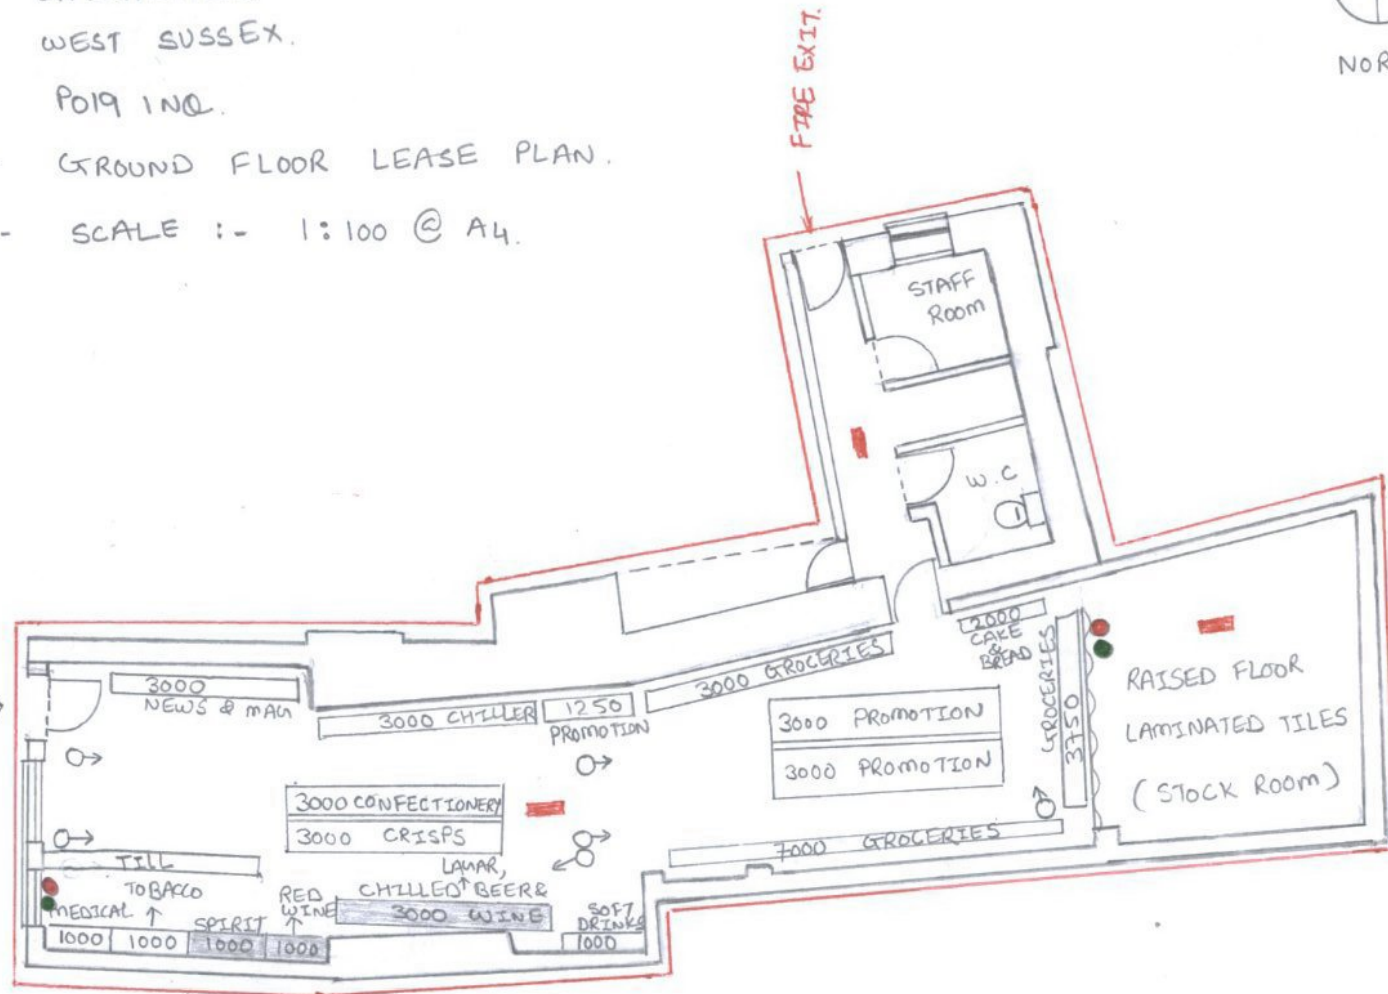 WEST SUSSEX.
PO19 1NQ.
GROUND FLOOR LEASE PLAN.
- SCALE :- 1:100 @ A4.
NOR
FIRE EXIT.
STAFF
ROOM
W.C
2000
CAKE
&
BREAD
GROCERIES
3750
RAISED FLOOR
LAMINATED TILES
(STOCK ROOM)
3000 GROCERIES
3000
NEWS & MAG
3000 CHILLER
1250
PROMOTION
3000 PROMOTION
3000 PROMOTION
3000 CONFECTIONERY
3000 CRISPS
7000 GROCERIES
TILL
TOBACCO
MEDICAL
SPIRIT
RED
WINE
LAHAR,
CHILLED BEER &
3000 WINE
SOFT
DRINKS
1000
1000
1000
1000
1000